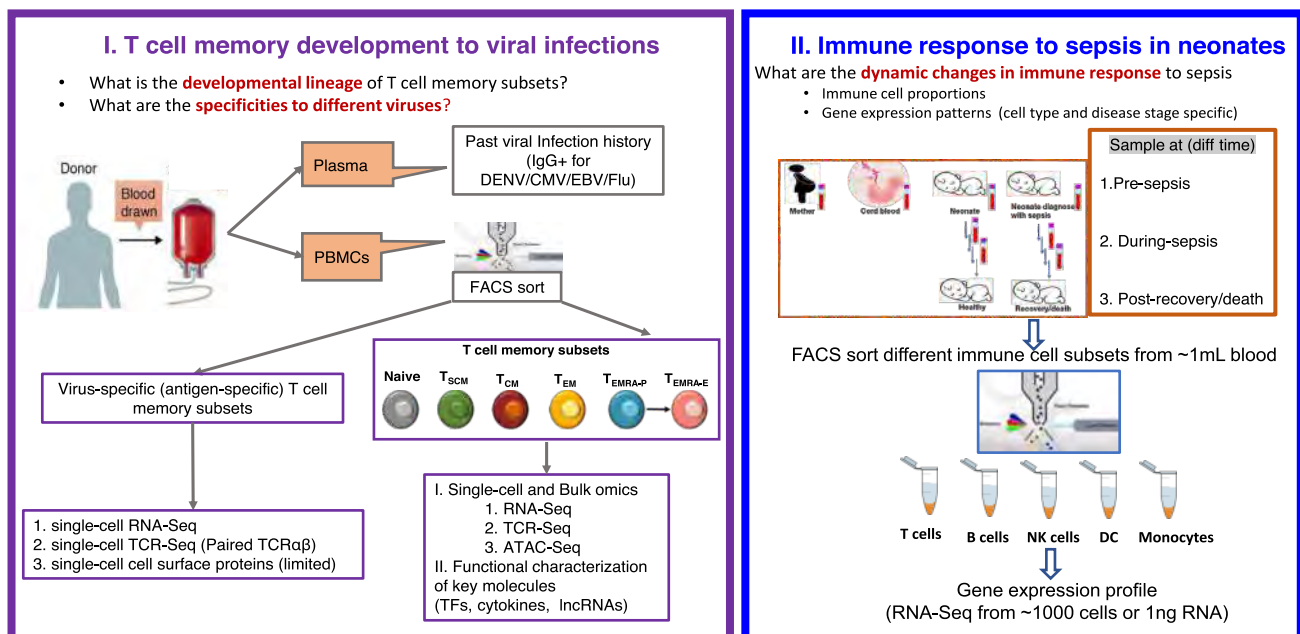 I. T cell memory development to viral infections
• What is the developmental lineage of T cell memory subsets?
• What are the specificities to different viruses?
Donor
Blood
drawn
Plasma
Past viral Infection history
(IgG+ for
DENV/CMV/EBV/Flu)
PBMCs
FACS sort
Virus-specific (antigen-specific) T cell
memory subsets
T cell memory subsets
Naive TSCM TCM TEM TEMRA-P TEMRA-E
1. single-cell RNA-Seq
2. single-cell TCR-Seq (Paired TCRαβ)
3. single-cell cell surface proteins (limited)
I. Single-cell and Bulk omics
1. RNA-Seq
2. TCR-Seq
3. ATAC-Seq
II. Functional characterization
of key molecules
(TFs, cytokines, lncRNAs)
II. Immune response to sepsis in neonates
What are the dynamic changes in immune response to sepsis
• Immune cell proportions
• Gene expression patterns (cell type and disease stage specific)
Mother
Cord blood
Neonate
Neonate diagnose
with sepsis
Healthy
Recovery/death
Sample at (diff time)
1.Pre-sepsis
2. During-sepsis
3. Post-recovery/death
FACS sort different immune cell subsets from ~1mL blood
T cells B cells NK cells DC Monocytes
Gene expression profile
(RNA-Seq from ~1000 cells or 1ng RNA)